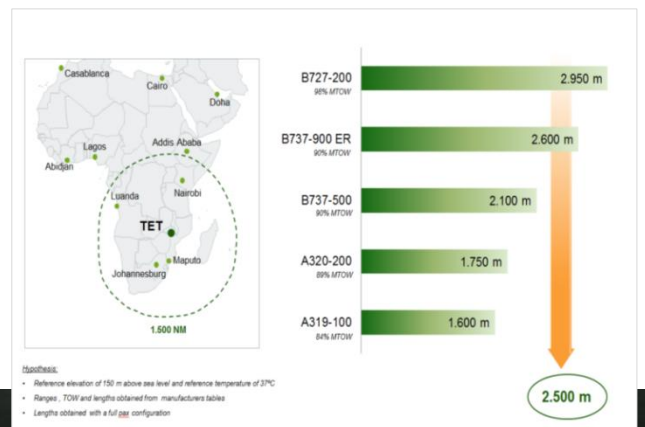 Casablanca
Cairo
Doha
Lagos
Addis Ababa
Abidjan
Luanda
Nairobi
TET
Maputo
Johannesburg
1.500 NM
B727-200
2.950 m
96% MTOW
B737-900 ER
2.600 m
90% MTOW
B737-500
2.100 m
90% MTOW
A320-200
1.750 m
89% MTOW
A319-100
1.600 m
84% MTOW
2.500 m
Hypothesis:
• Reference elevation of 150 m above sea level and reference temperature of 37ºC
• Ranges , TOW and lengths obtained from manufacturers tables
• Lengths obtained with a full pax configuration